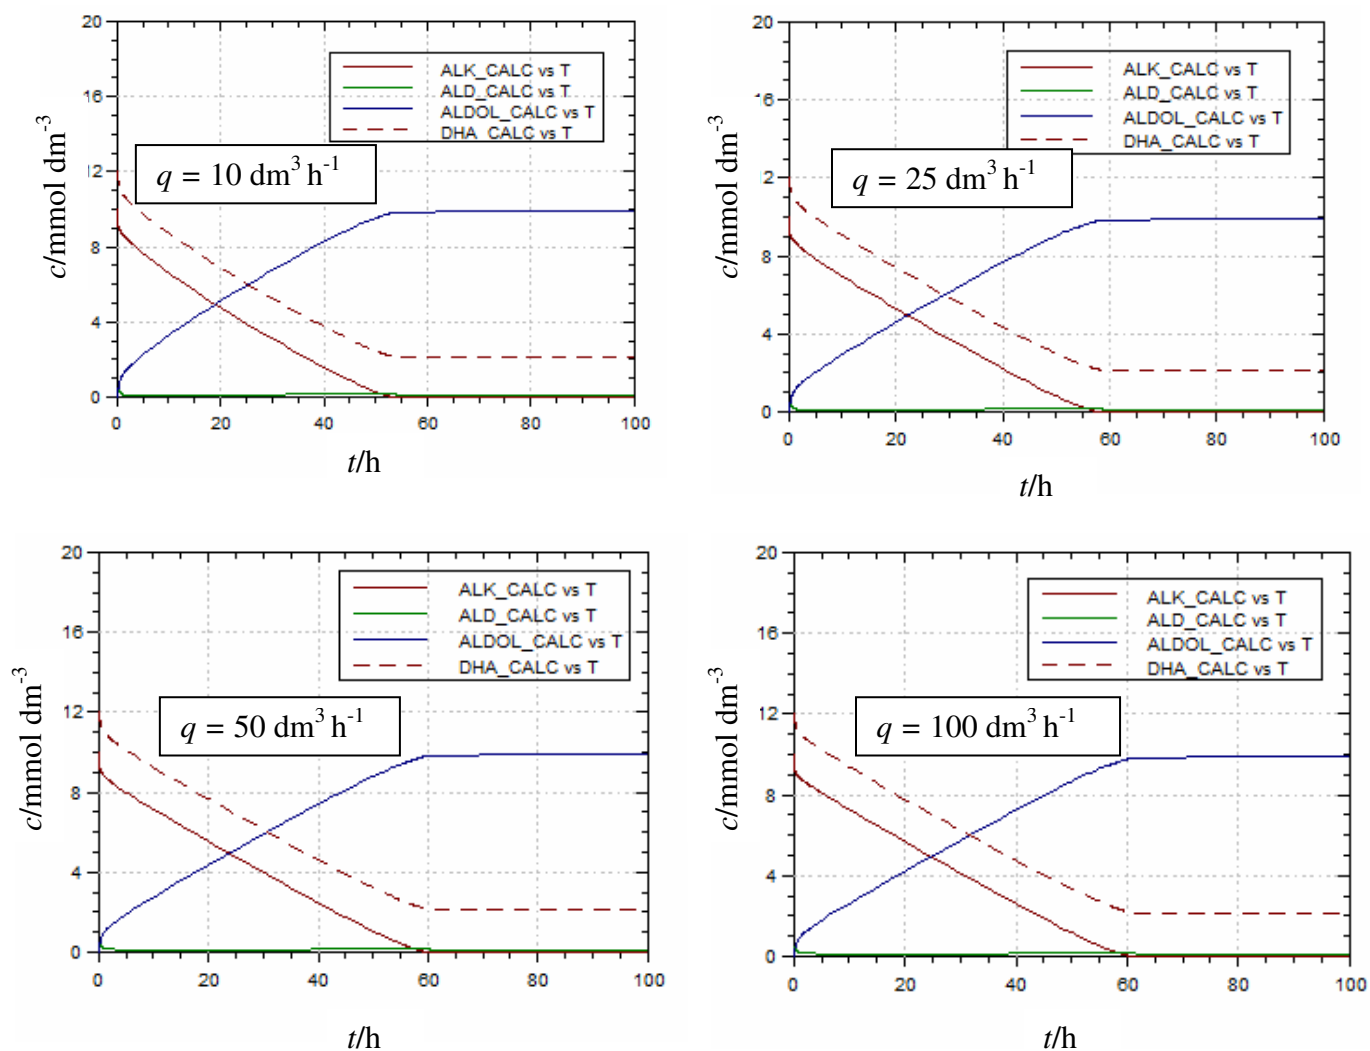 20
16
12
8
4
0
c/mmol dm⁻³
ALK_CALC vs T
ALD_CALC vs T
ALDOL_CALC vs T
DHA_CALC vs T
q = 10 dm³ h⁻¹
0 20 40 60 80 100
t/h
20
16
2
8
4
0
c/mmol dm⁻³
ALK_CALC vs T
ALD_CALC vs T
ALDOL_CALC vs T
DHA_CALC vs T
q = 25 dm³ h⁻¹
0 20 40 60 80 100
t/h
20
16
12
8
4
0
c/mmol dm⁻³
ALK_CALC vs T
ALD_CALC vs T
ALDOL_CALC vs T
DHA_CALC vs T
q = 50 dm³ h⁻¹
0 20 40 60 80 100
t/h
20
16
12
8
4
0
c/mmol dm⁻³
ALK_CALC vs T
ALD_CALC vs T
ALDOL_CALC vs T
DHA_CALC vs T
q = 100 dm³ h⁻¹
0 20 40 60 80 100
t/h